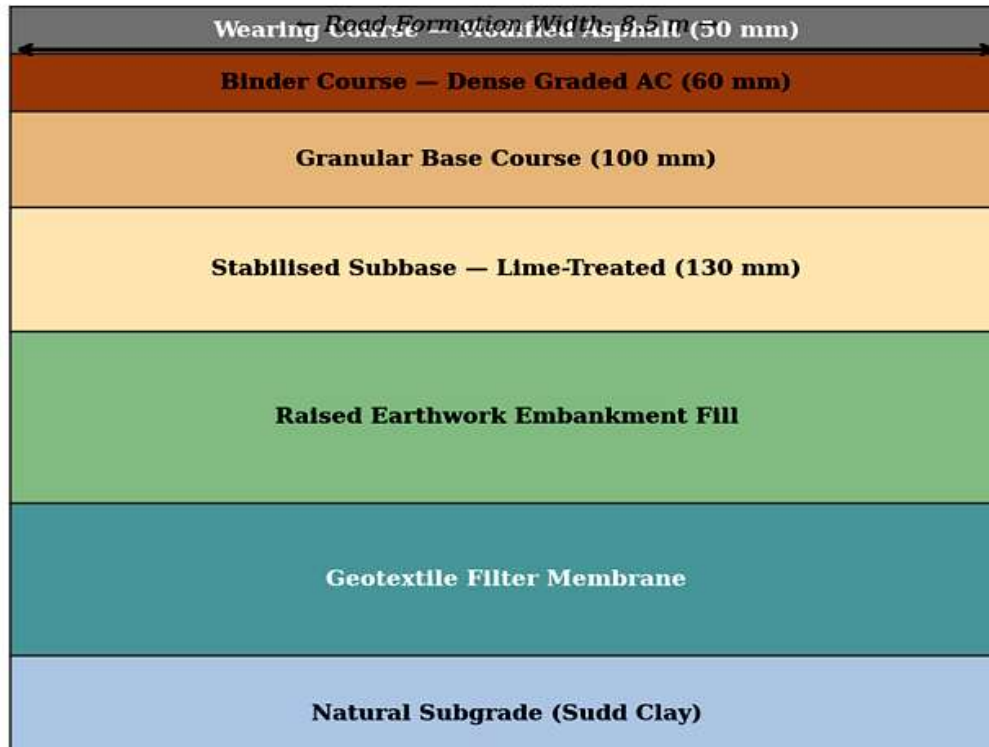 ← Road Formation Width: 8.5 m →
Wearing Course — Modified Asphalt (50 mm)
Binder Course — Dense Graded AC (60 mm)
Granular Base Course (100 mm)
Stabilised Subbase — Lime-Treated (130 mm)
Raised Earthwork Embankment Fill
Geotextile Filter Membrane
Natural Subgrade (Sudd Clay)